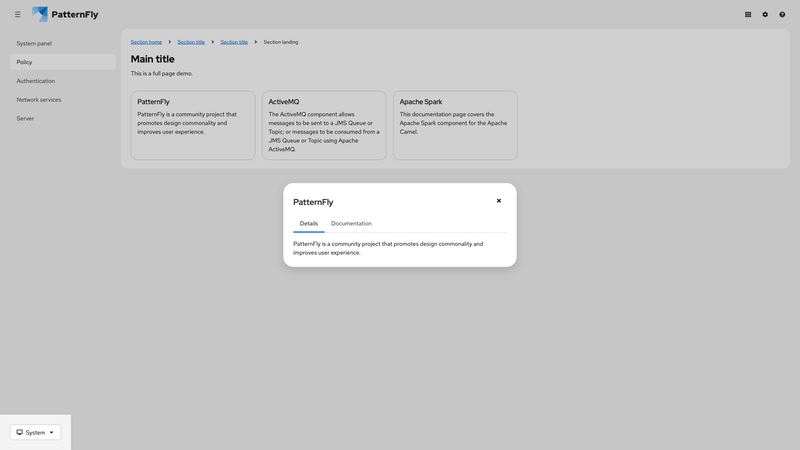 PatternFly
System panel
Policy
Authentication
Network services
Server
Section home
Section title
Section title
Section landing
Main title
This is a full page demo.
PatternFly
PatternFly is a community project that
promotes design commonality and
improves user experience.
ActiveMQ
The ActiveMQ component allows
messages to be sent to a JMS Queue or
Topic; or messages to be consumed from a
JMS Queue or Topic using Apache
ActiveMQ.
Apache Spark
This documentation page covers the
Apache Spark component for the Apache
Camel.
PatternFly
Details
Documentation
PatternFly is a community project that promotes design commonality and
improves user experience.
System